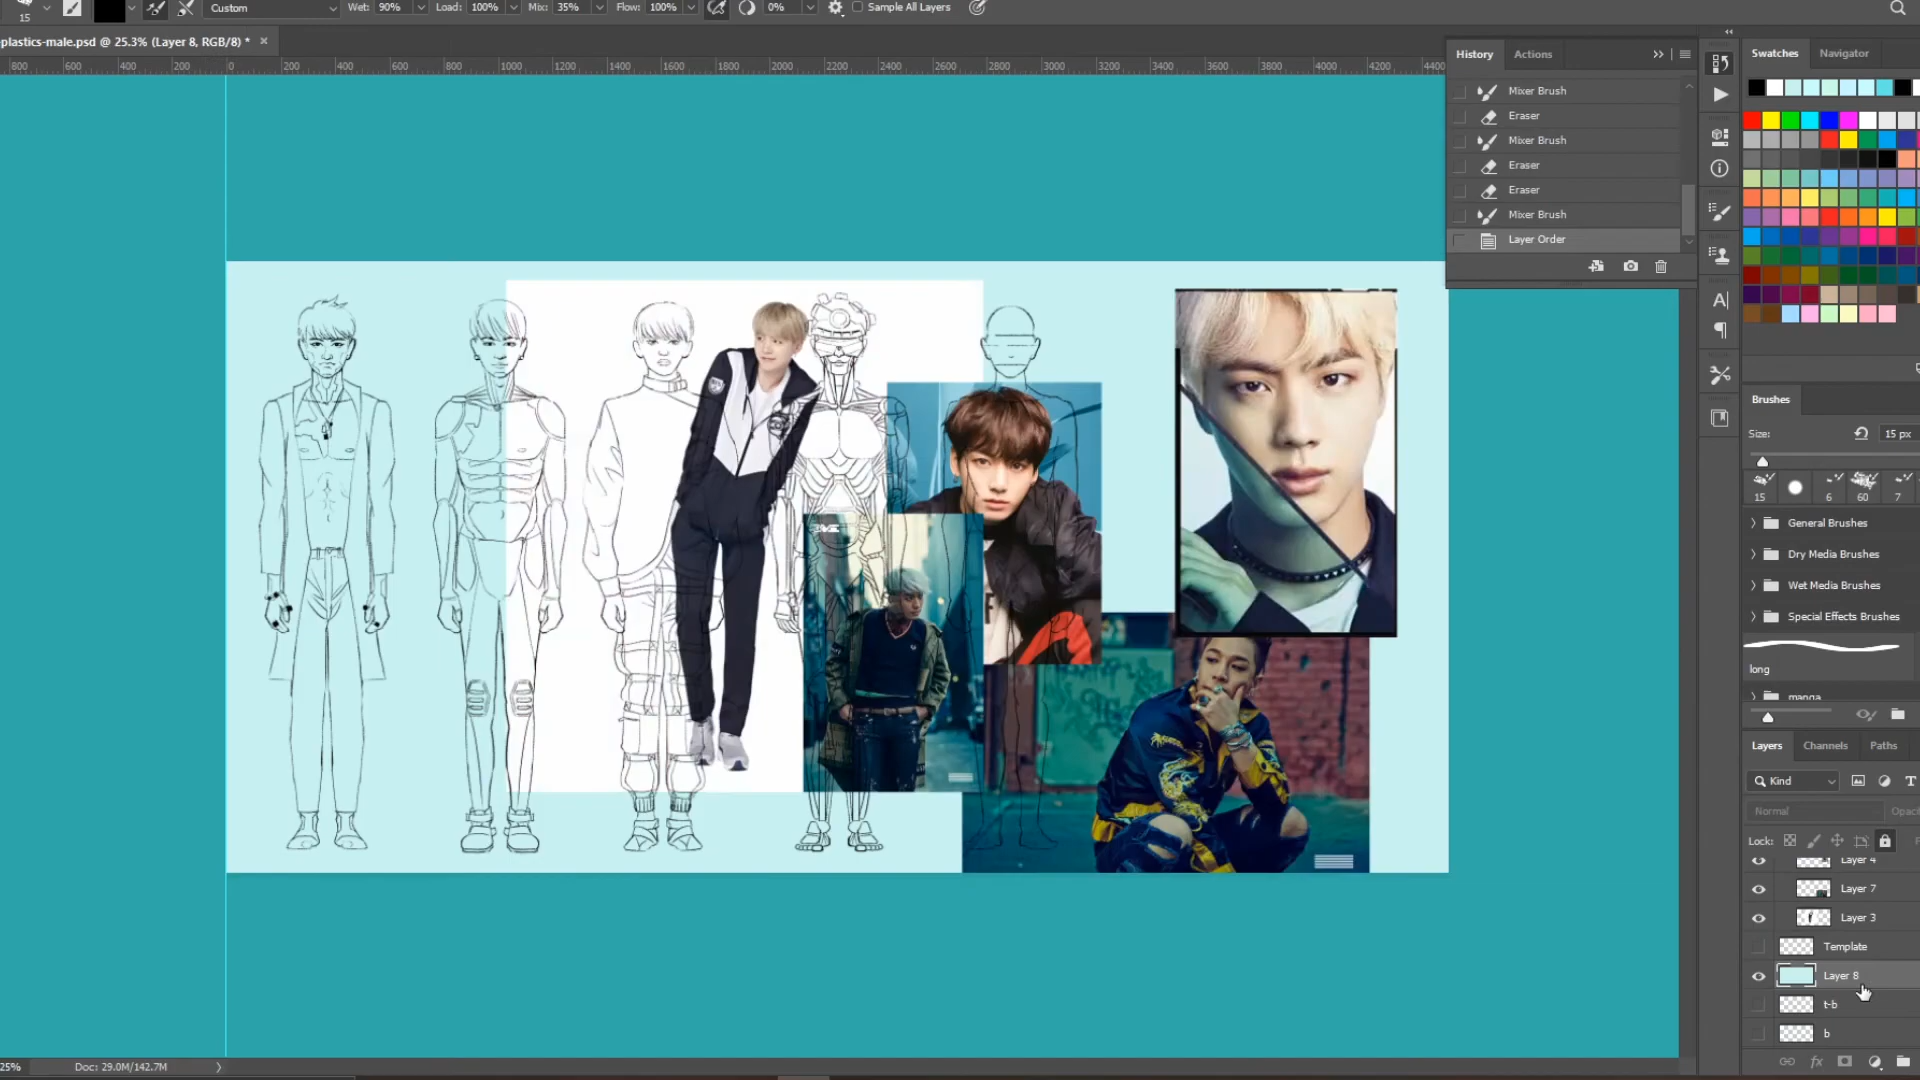 15
Custom
Wet: 90%
Load: 100%
Mix: 35%
Flow: 100%
0%
Sample All Layers
plastics-male.psd @ 25.3% (Layer 8, RGB/8) *
800 600 400 200 0 200 400 600 800 1000 1200 1400 1600 1800 2000 2200 2400 2600 2800 3000 3200 3400 3600 3800 4000 4200 4400
History
Actions
Mixer Brush
Eraser
Mixer Brush
Eraser
Eraser
Mixer Brush
Layer Order
Swatches
Navigator
Brushes
Size:
15 px
15
6
60
7
General Brushes
Dry Media Brushes
Wet Media Brushes
Special Effects Brushes
long
manga
Layers
Channels
Paths
Kind
Normal
Opaci
Lock:
Layer 4
Layer 7
Layer 3
Template
Layer 8
t-b
b
25%
Doc: 29.0M/142.7M